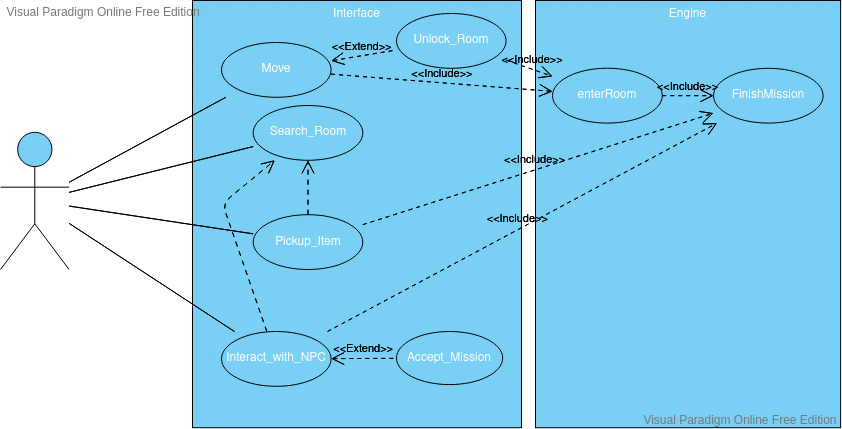 Visual Paradigm Online Free Edition
Interface
Engine
Unlock_Room
<<Extend>>
Move
<<Include>>
<<Include>>
enterRoom
<<Include>>
FinishMission
Search_Room
<<Include>>
<<Include>>
Pickup_Item
Interact_with_NPC
<<Extend>>
Accept_Mission
Visual Paradigm Online Free Edition